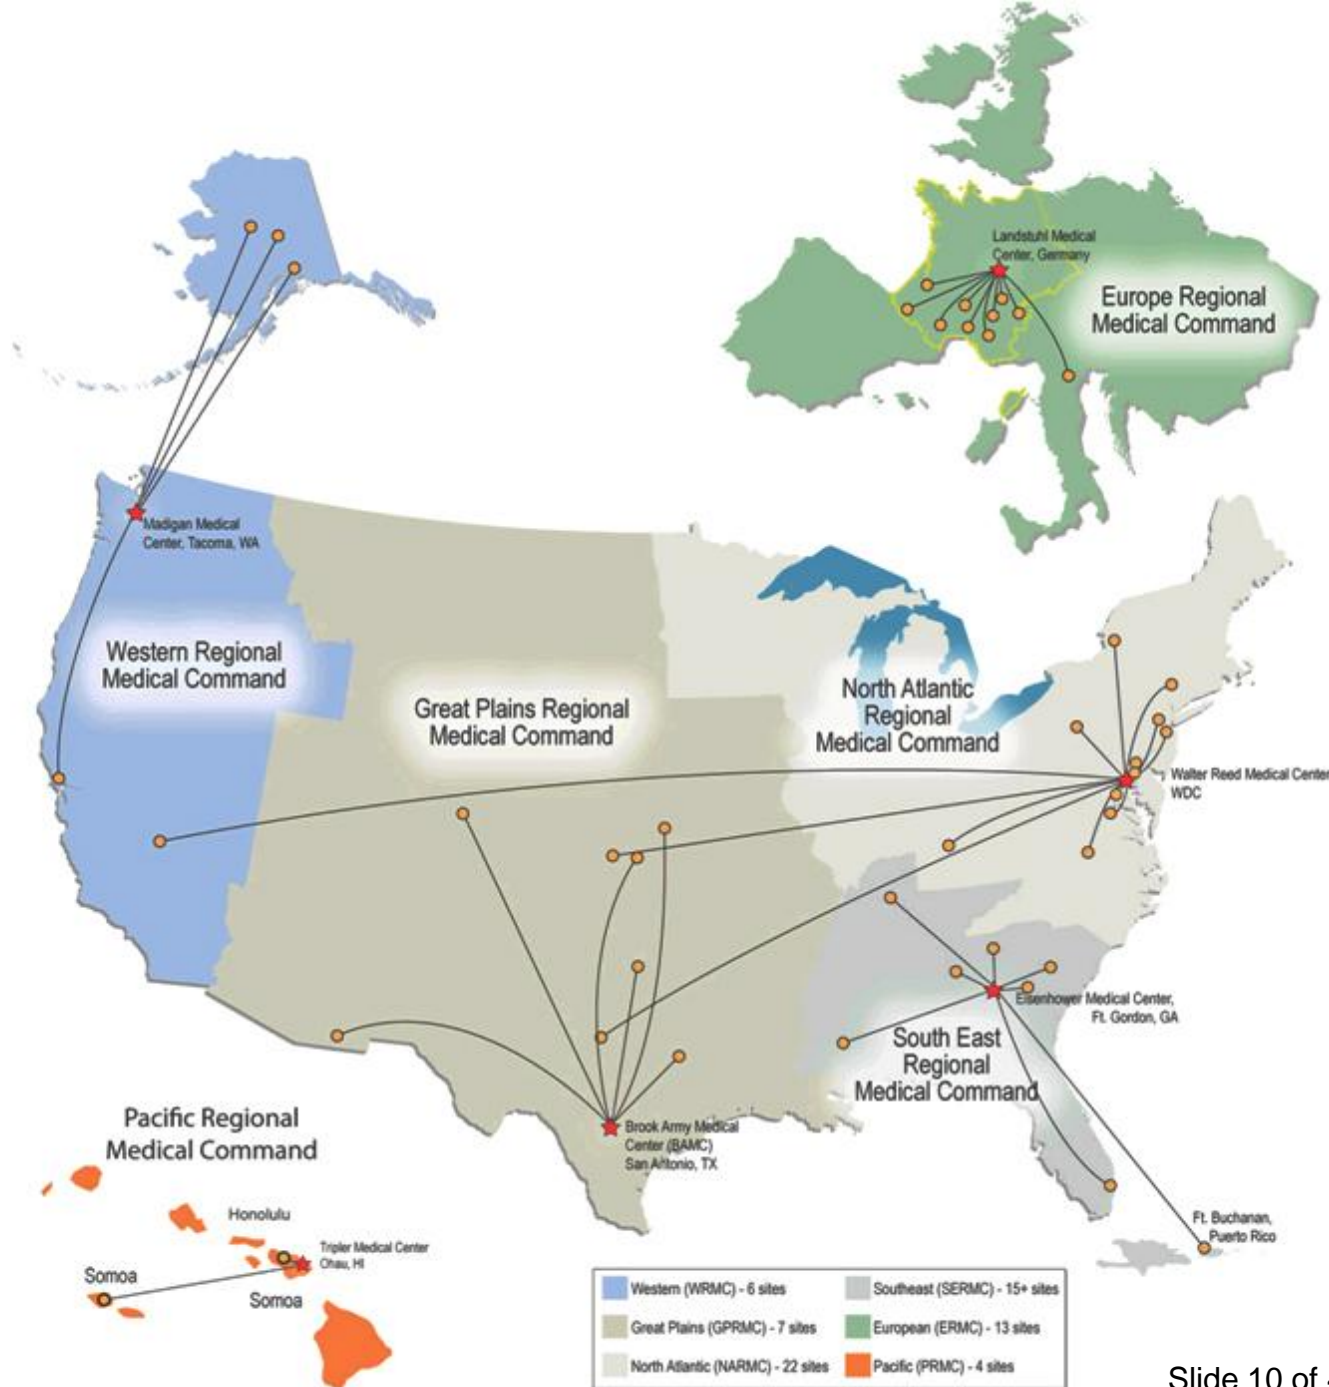 Landstuhl Medical
Center, Germany
Europe Regional
Medical Command
Madigan Medical
Center, Tacoma, WA
Western Regional
Medical Command
Great Plains Regional
Medical Command
North Atlantic
Regional
Medical Command
Walter Reed Medical Center
WDC
Eisenhower Medical Center,
Ft. Gordon, GA
South East
Regional
Medical Command
Brook Army Medical
Center (BAMC)
San Antonio, TX
Pacific Regional
Medical Command
Honolulu
Tripler Medical Center
Ohau, HI
Somoa
Somoa
Ft. Buchanan,
Puerto Rico
Western (WRMC) - 6 sites
Southeast (SERMC) - 15+ sites
Great Plains (GPRMC) - 7 sites
European (ERMC) - 13 sites
North Atlantic (NARMC) - 22 sites
Pacific (PRMC) - 4 sites
Slide 10 of